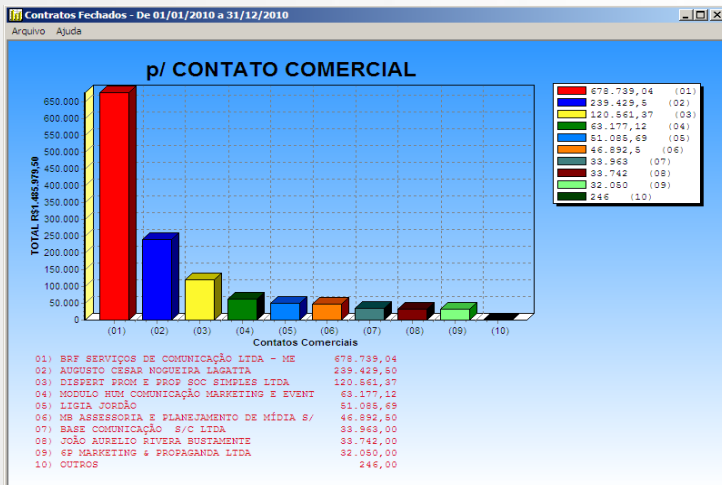 Contratos Fechados - De 01/01/2010 a 31/12/2010
Arquivo Ajuda
p/ CONTATO COMERCIAL
TOTAL R$1.485.979,50
650.000
600.000
550.000
500.000
450.000
400.000
350.000
300.000
250.000
200.000
150.000
100.000
50.000
0
(01) (02) (03) (04) (05) (06) (07) (08) (09) (10)
Contatos Comerciais
678.739,04 (01)
239.429,5 (02)
120.561,37 (03)
63.177,12 (04)
51.085,69 (05)
46.892,5 (06)
33.963 (07)
33.742 (08)
32.050 (09)
246 (10)
01) BRF SERVIÇOS DE COMUNICAÇÃO LTDA - ME 678.739,04
02) AUGUSTO CESAR NOGUEIRA LAGATTA 239.429,50
03) DISPERT PROM E PROP SOC SIMPLES LTDA 120.561,37
04) MODULO HUM COMUNICAÇÃO MARKETING E EVENT 63.177,12
05) LIGIA JORDÃO 51.085,69
06) MB ASSESSORIA E PLANEJAMENTO DE MÍDIA S/ 46.892,50
07) BASE COMUNICAÇÃO S/C LTDA 33.963,00
08) JOÃO AURELIO RIVERA BUSTAMENTE 33.742,00
09) 6P MARKETING & PROPAGANDA LTDA 32.050,00
10) OUTROS 246,00